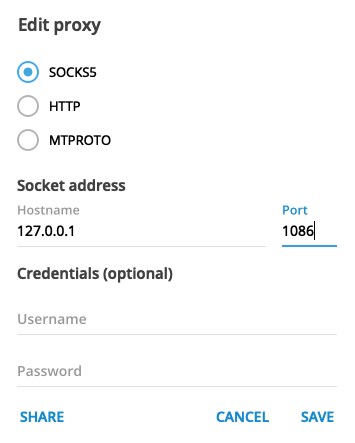 Edit proxy
SOCKS5
HTTP
MTPROTO
Socket address
Hostname Port
127.0.0.1 1086
Credentials (optional)
Username
Password
SHARE CANCEL SAVE